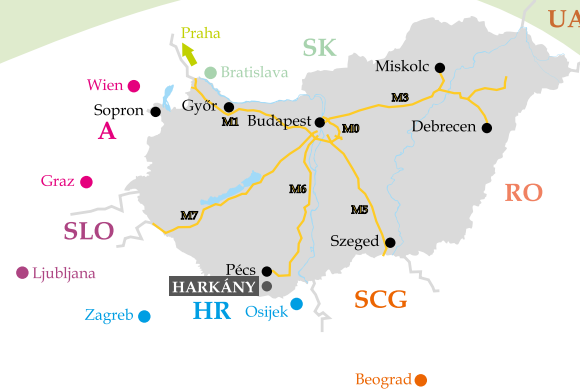 UA
Praha
SK
Bratislava
Miskolc
Wien
Sopron
Győr
M1
Budapest
M3
M0
Debrecen
A
Graz
M6
RO
M7
M5
SLO
Szeged
Ljubljana
Pécs
HARKÁNY
SCG
Zagreb
HR
Osijek
Beograd